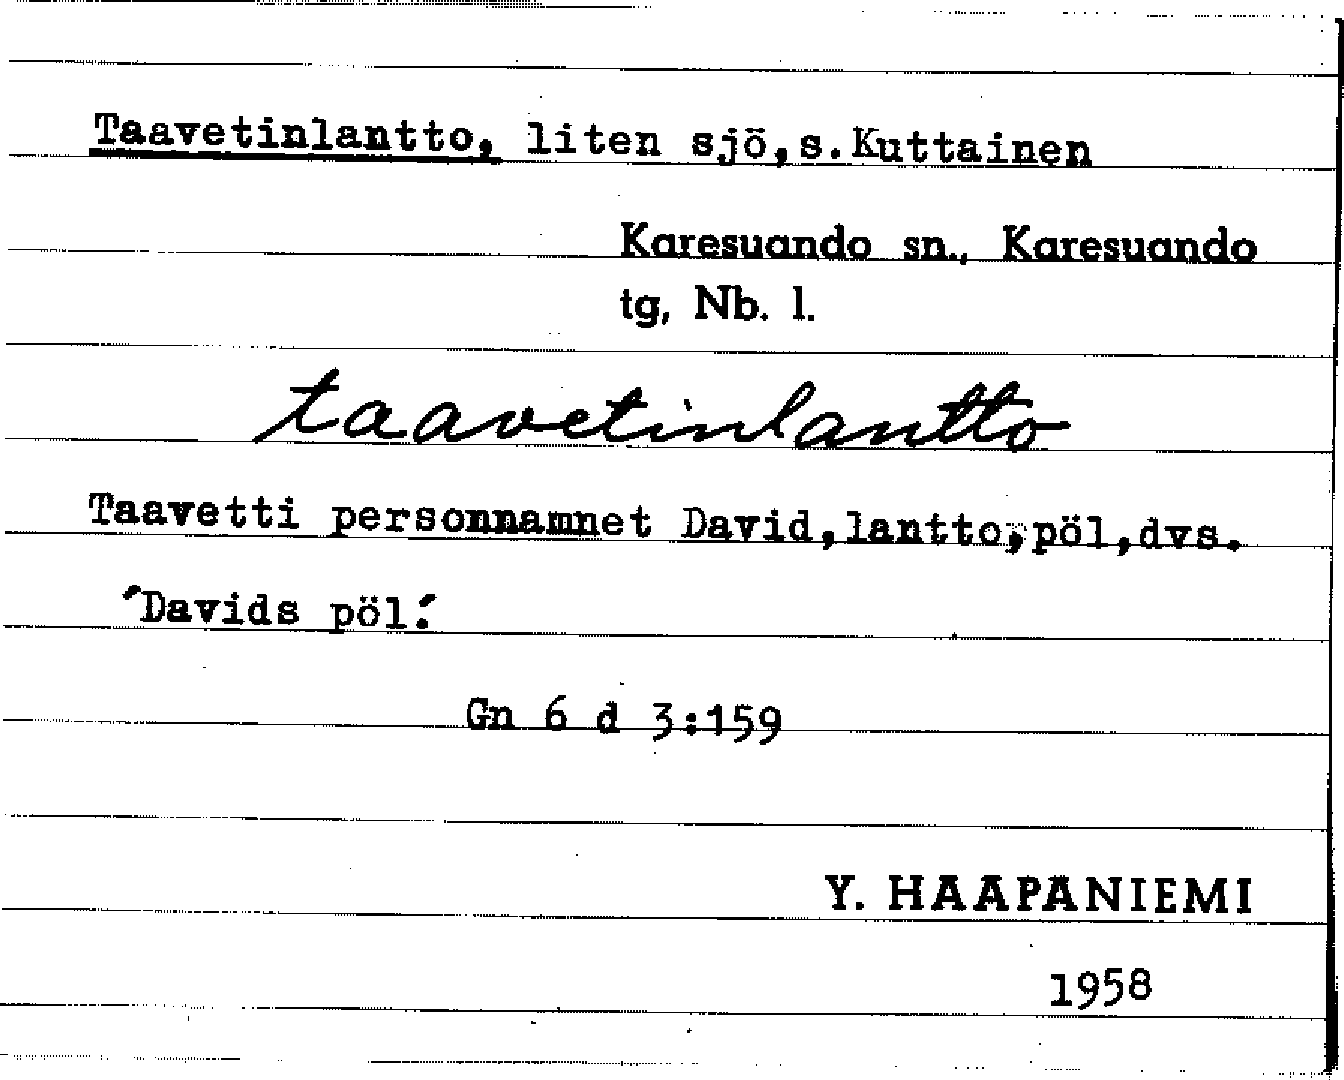 Taavetinlantto, liten sjö,s.Kuttainen
Karesuando sn., Karesuando
tg, Nb. l.
taavetinlantto
Taavetti personnamnet David,lantto,pöl,dvs.
´Davids pöl.´
Gn 6 d 3:159
Y. HAAPANIEMI
1958